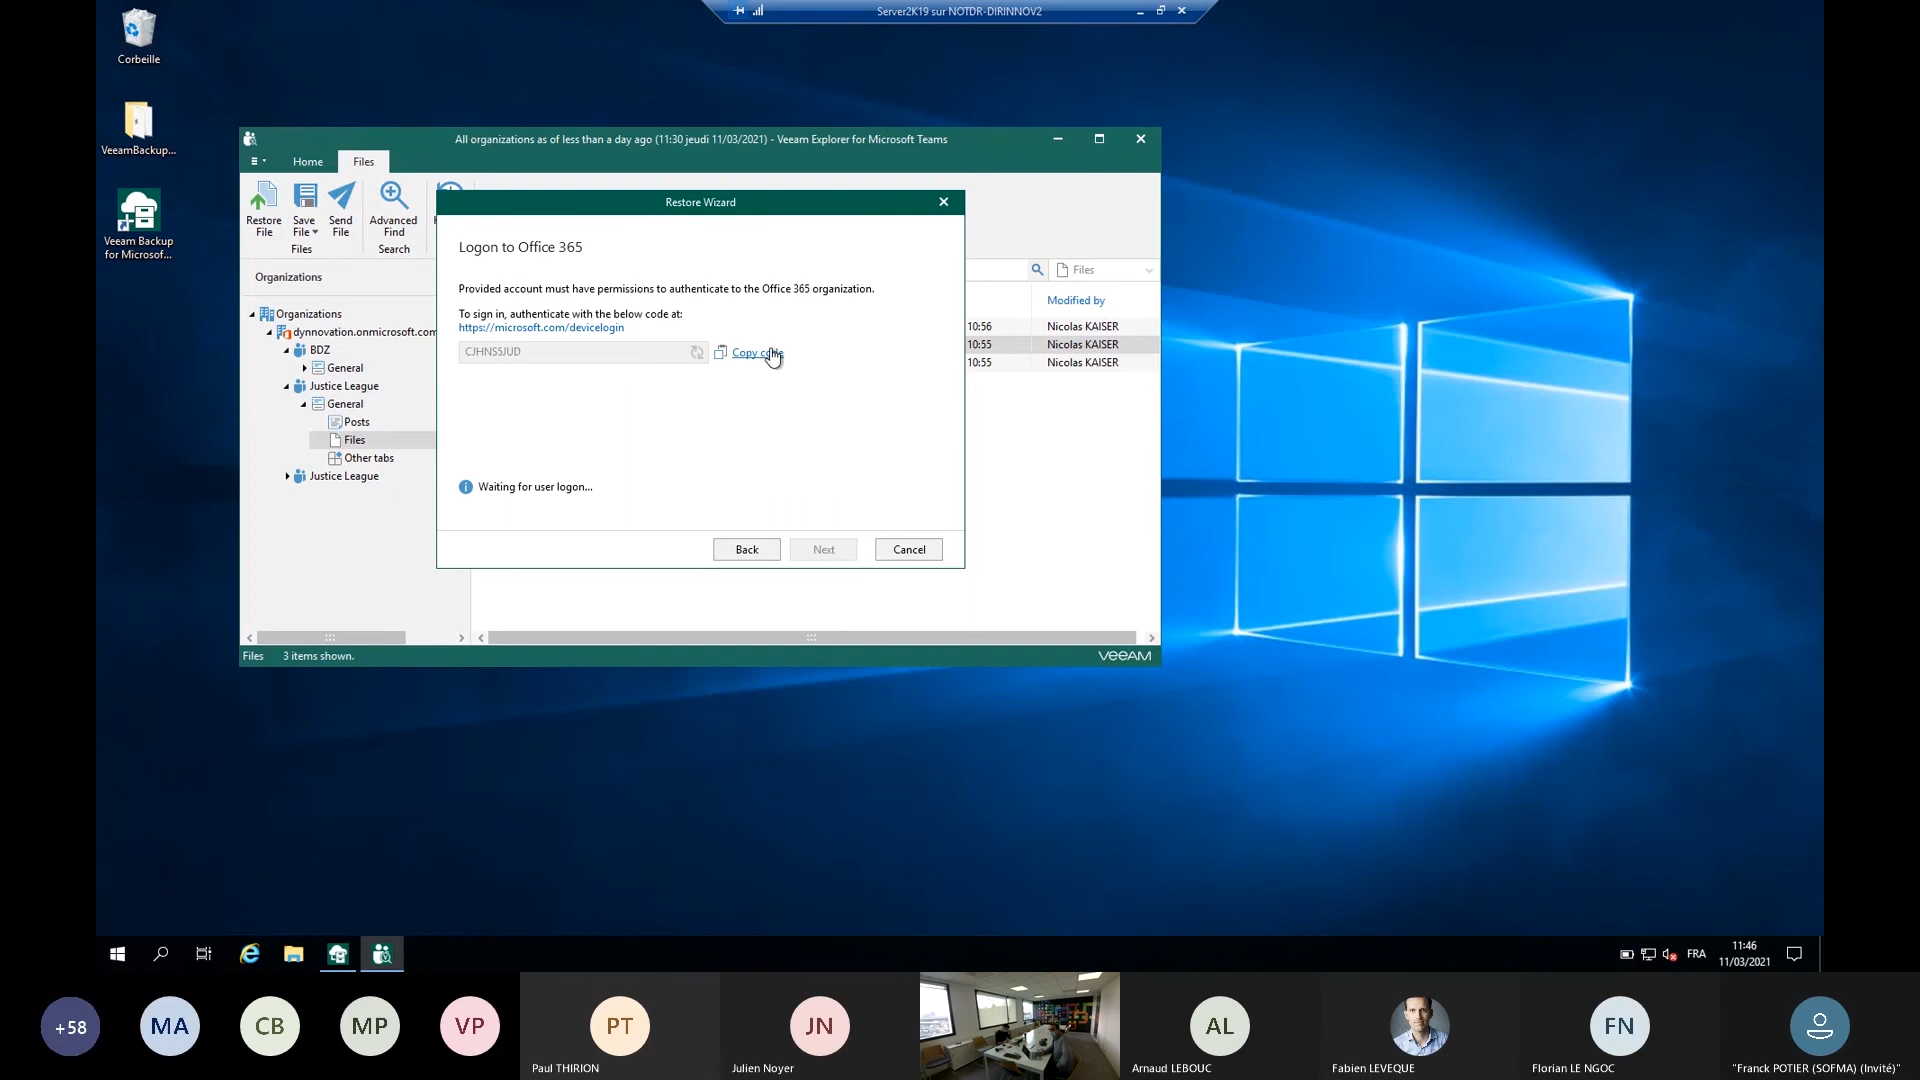 Server2K19 sur NOTDR-DIRINNOV2
Corbeille
VeeamBackup...
Veeam Backup
for Microsof...
All organizations as of less than a day ago (11:30 jeudi 11/03/2021) - Veeam Explorer for Microsoft Teams
Home
Files
Restore
File
Save
File
Send
File
Advanced
Find
Files
Search
Organizations
Organizations
dynnovation.onmicrosoft.com
BDZ
General
Justice League
General
Posts
Files
Other tabs
Justice League
Restore Wizard
Logon to Office 365
Provided account must have permissions to authenticate to the Office 365 organization.
To sign in, authenticate with the below code at:
https://microsoft.com/devicelogin
CJHNS5JUD
Copy code
Waiting for user logon...
Back
Next
Cancel
Files
Modified by
10:56 Nicolas KAISER
10:55 Nicolas KAISER
10:55 Nicolas KAISER
Files 3 items shown.
VEEAM
FRA
11:46
11/03/2021
+58
MA
CB
MP
VP
PT
Paul THIRION
JN
Julien Noyer
AL
Arnaud LEBOUC
Fabien LEVEQUE
FN
Florian LE NGOC
"Franck POTIER (SOFMA) (Invité)"